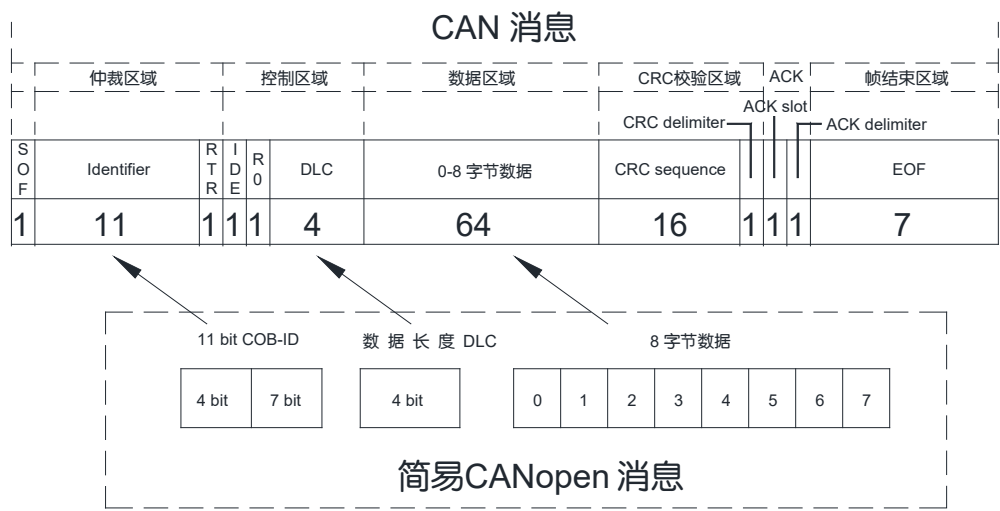 CAN 消息
仲裁区域 控制区域 数据区域 CRC校验区域 ACK 帧结束区域
ACK slot
CRC delimiter ACK delimiter
SOF Identifier RTR IDE R0 DLC 0-8 字节数据 CRC sequence EOF
1 11 1 1 1 4 64 16 1 1 1 7
11 bit COB-ID 数 据 长 度 DLC 8 字节数据
4 bit 7 bit 4 bit 0 1 2 3 4 5 6 7
简易CANopen 消息